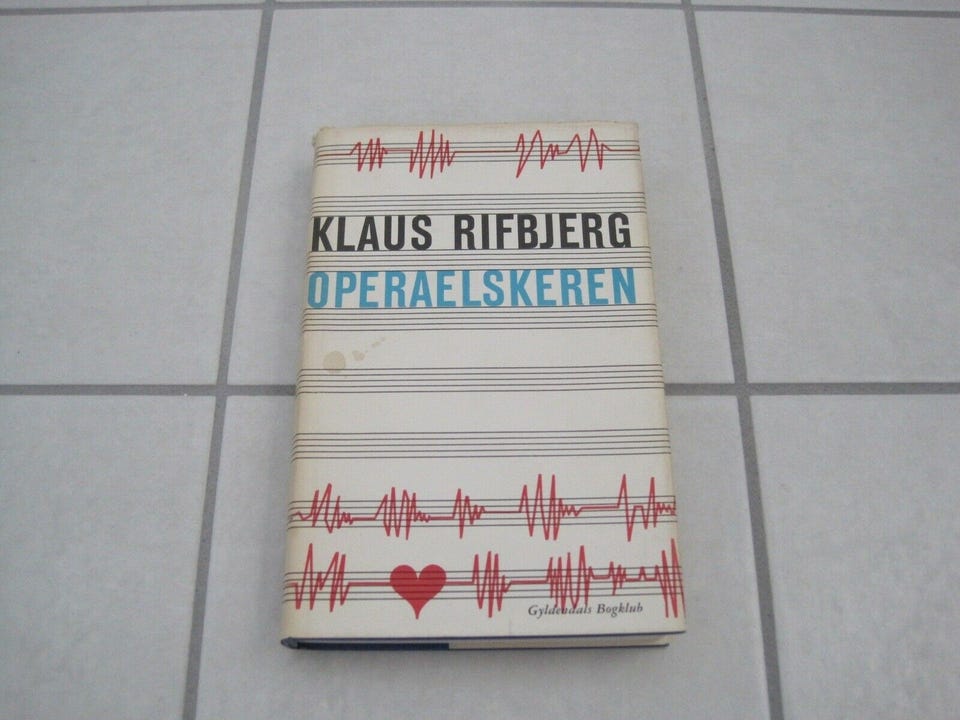 KLAUS RIFBJERG
OPERAELSKEREN
Gyldendals Bogklub